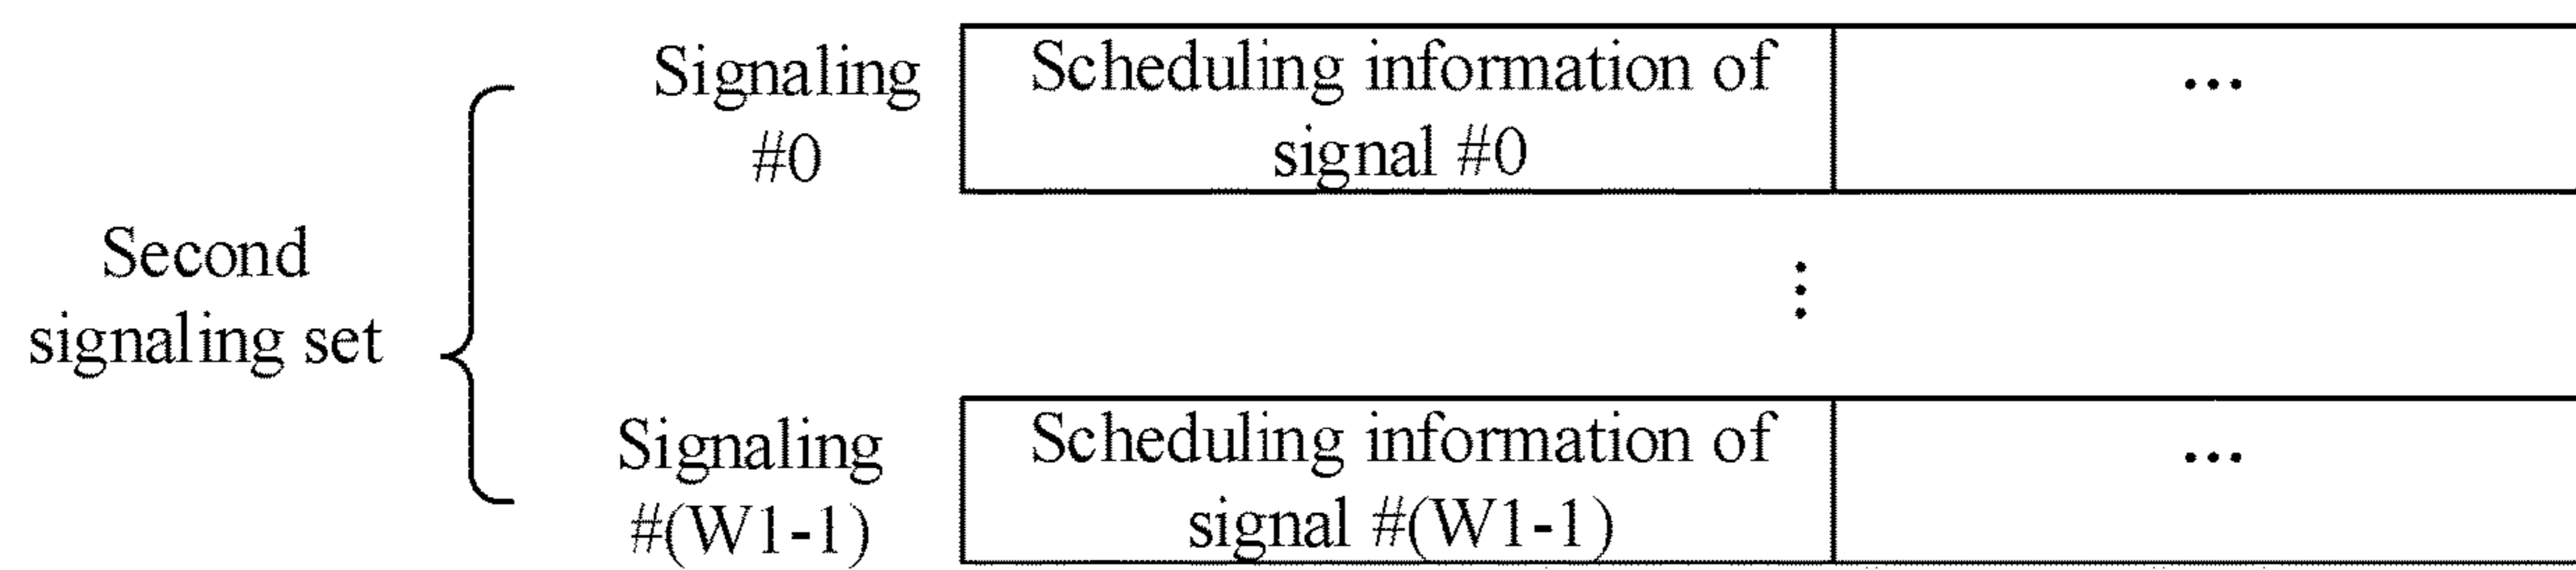 Signaling
#0
Scheduling information of
signal #0
...
Second
signaling set
⋮
Signaling
#(W1-1)
Scheduling information of
signal #(W1-1)
...